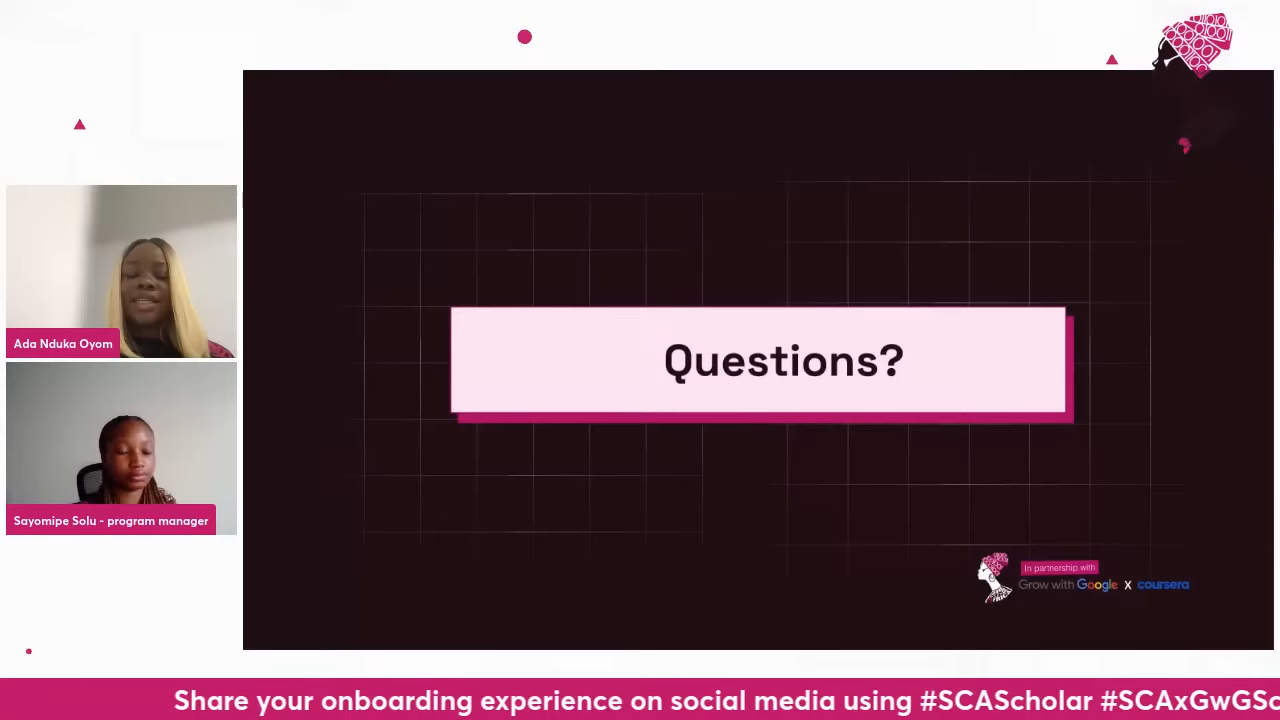 Ada Nduka Oyom
Sayomipe Solu - program manager
Questions?
In partnership with
Grow with Google X coursera
Share your onboarding experience on social media using #SCAScholar #SCAxGwGSc